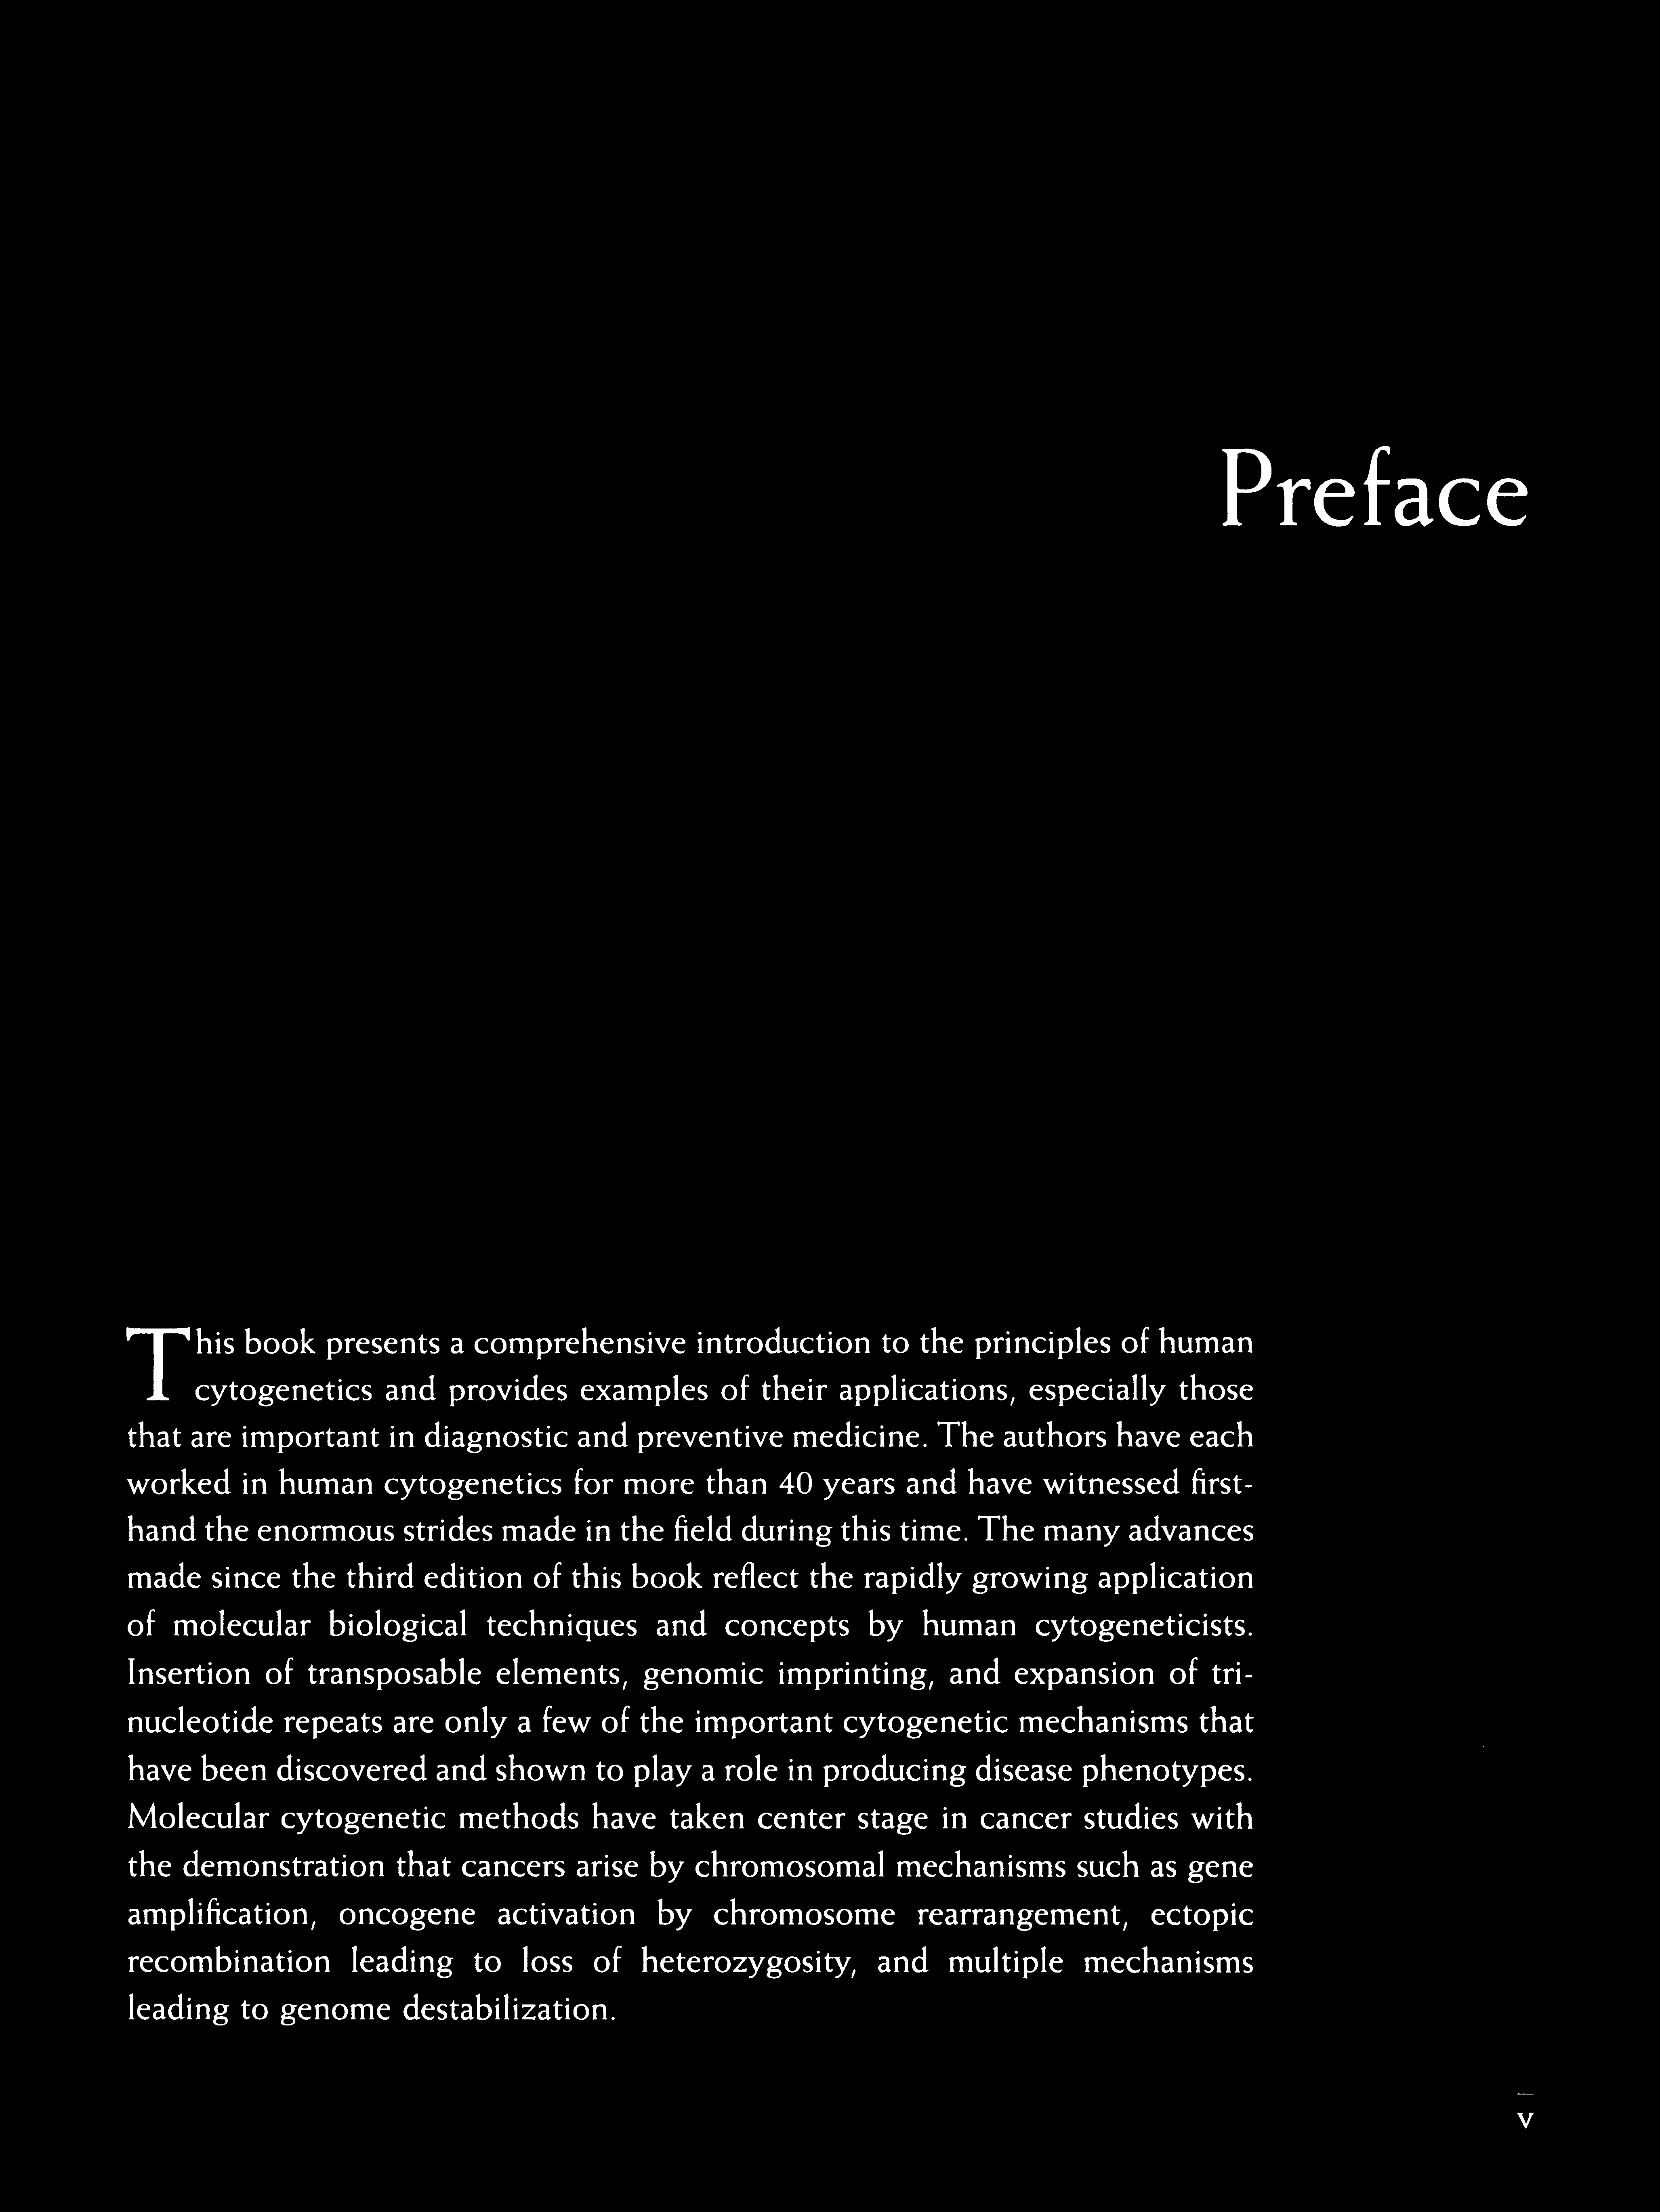 Preface
This book presents a comprehensive introduction to the principles of human
cytogenetics and provides examples of their applications, especially those
that are important in diagnostic and preventive medicine. The authors have each
worked in human cytogenetics for more than 40 years and have witnessed first-
hand the enormous strides made in the field during this time. The many advances
made since the third edition of this book reflect the rapidly growing application
of molecular biological techniques and concepts by human cytogeneticists.
Insertion of transposable elements, genomic imprinting, and expansion of tri-
nucleotide repeats are only a few of the important cytogenetic mechanisms that
have been discovered and shown to play a role in producing disease phenotypes.
Molecular cytogenetic methods have taken center stage in cancer studies with
the demonstration that cancers arise by chromosomal mechanisms such as gene
amplification, oncogene activation by chromosome rearrangement, ectopic
recombination leading to loss of heterozygosity, and multiple mechanisms
leading to genome destabilization.
v